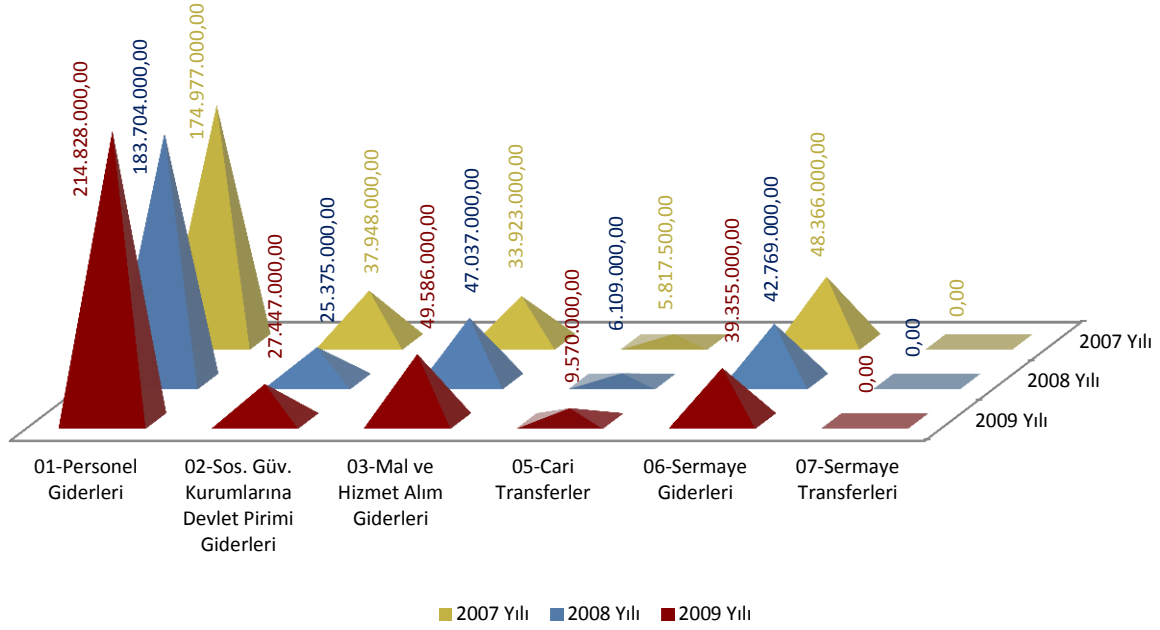 214.828.000,00
183.704.000,00
174.977.000,00
27.447.000,00
25.375.000,00
37.948.000,00
49.586.000,00
47.037.000,00
33.923.000,00
9.570.000,00
6.109.000,00
5.817.500,00
39.355.000,00
42.769.000,00
48.366.000,00
0,00
0,00
0,00
2007 Yılı
2008 Yılı
2009 Yılı
01-Personel
Giderleri
02-Sos. Güv.
Kurumlarına
Devlet Pirimi
Giderleri
03-Mal ve
Hizmet Alım
Giderleri
05-Cari
Transferler
06-Sermaye
Giderleri
07-Sermaye
Transferleri
2007 Yılı 2008 Yılı 2009 Yılı